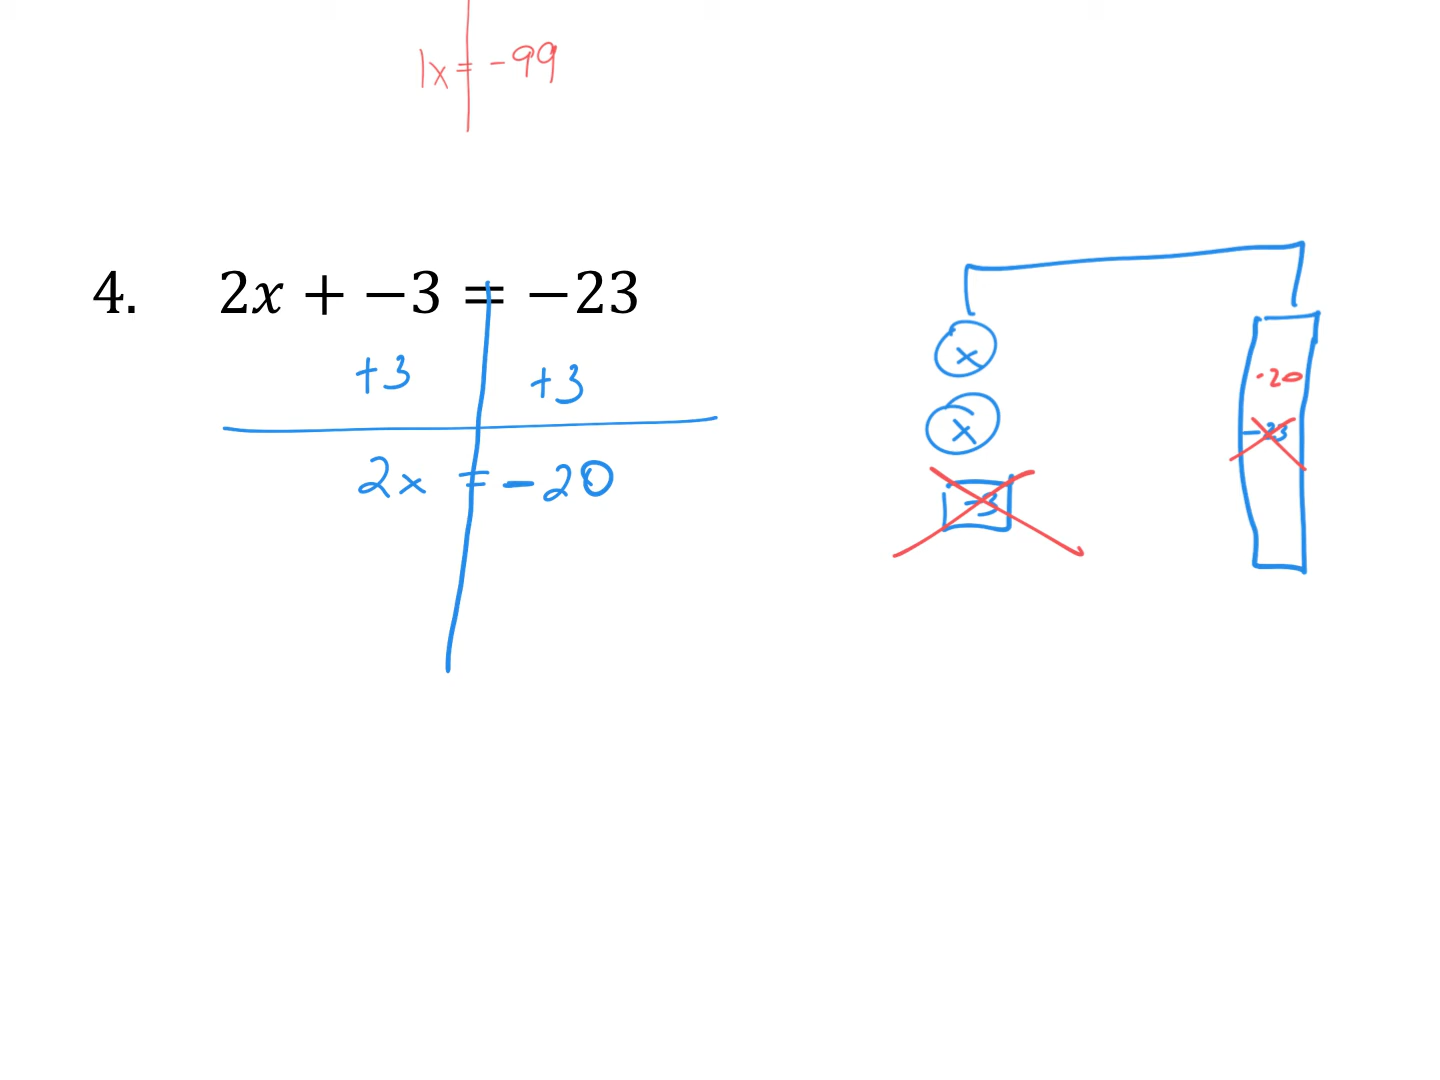 1x = -99
4. 2x + −3 = −23
+3 +3
2x = -20
x
x
-3
-20
-23